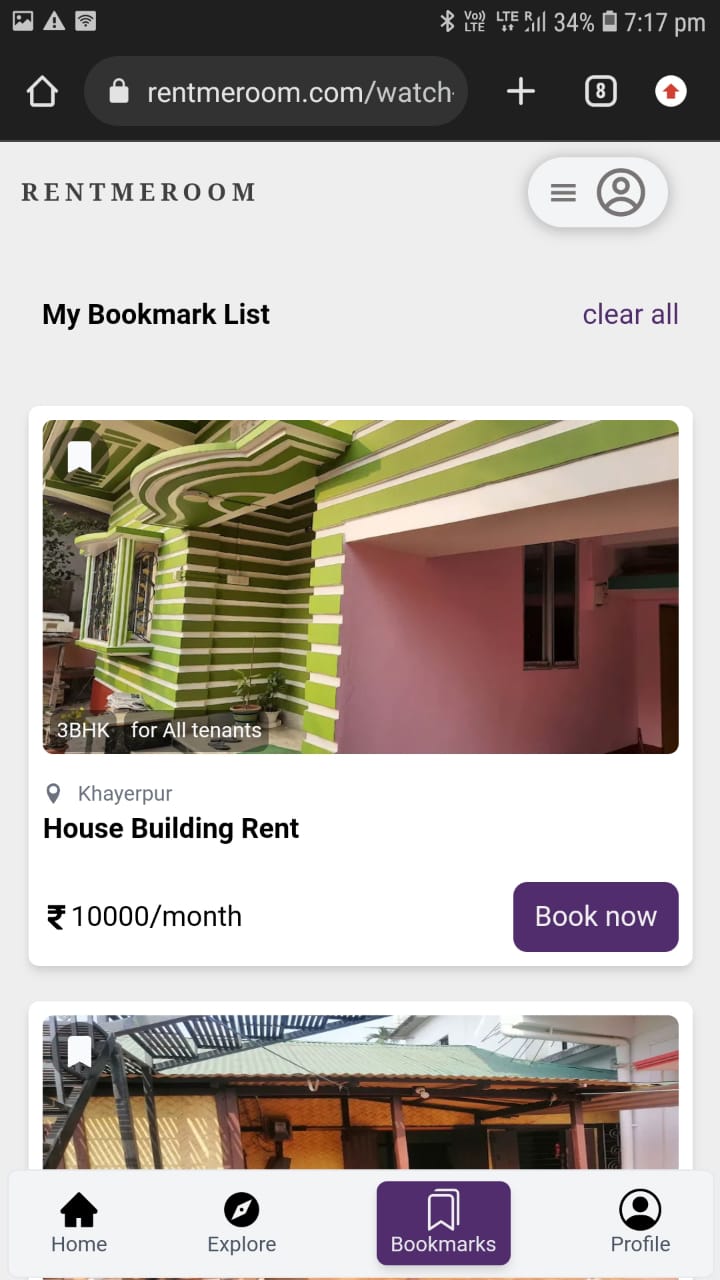 Vo)) LTE LTE R 34% 7:17 pm
rentmeroom.com/watch
8
RENTMEROOM
My Bookmark List
clear all
3BHK for All tenants
Khayerpur
House Building Rent
₹ 10000/month
Book now
Home
Explore
Bookmarks
Profile